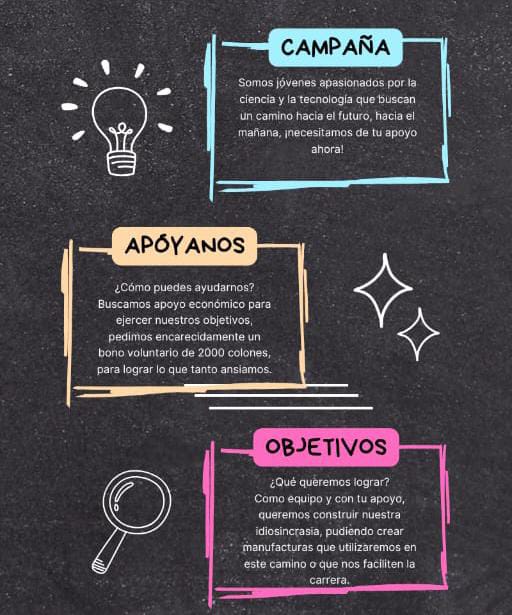 CAMPAÑA
Somos jóvenes apasionados por la
ciencia y la tecnología que buscan
un camino hacia el futuro, hacia el
mañana, ¡necesitamos de tu apoyo
ahora!
APÓYANOS
¿Cómo puedes ayudarnos?
Buscamos apoyo económico para
ejercer nuestros objetivos,
pedimos encarecidamente un
bono voluntario de 2000 colones,
para lograr lo que tanto ansiamos.
OBJETIVOS
¿Qué queremos lograr?
Como equipo y con tu apoyo,
queremos construir nuestra
idiosincrasia, pudiendo crear
manufacturas que utilizaremos en
este camino o que nos faciliten la
carrera.